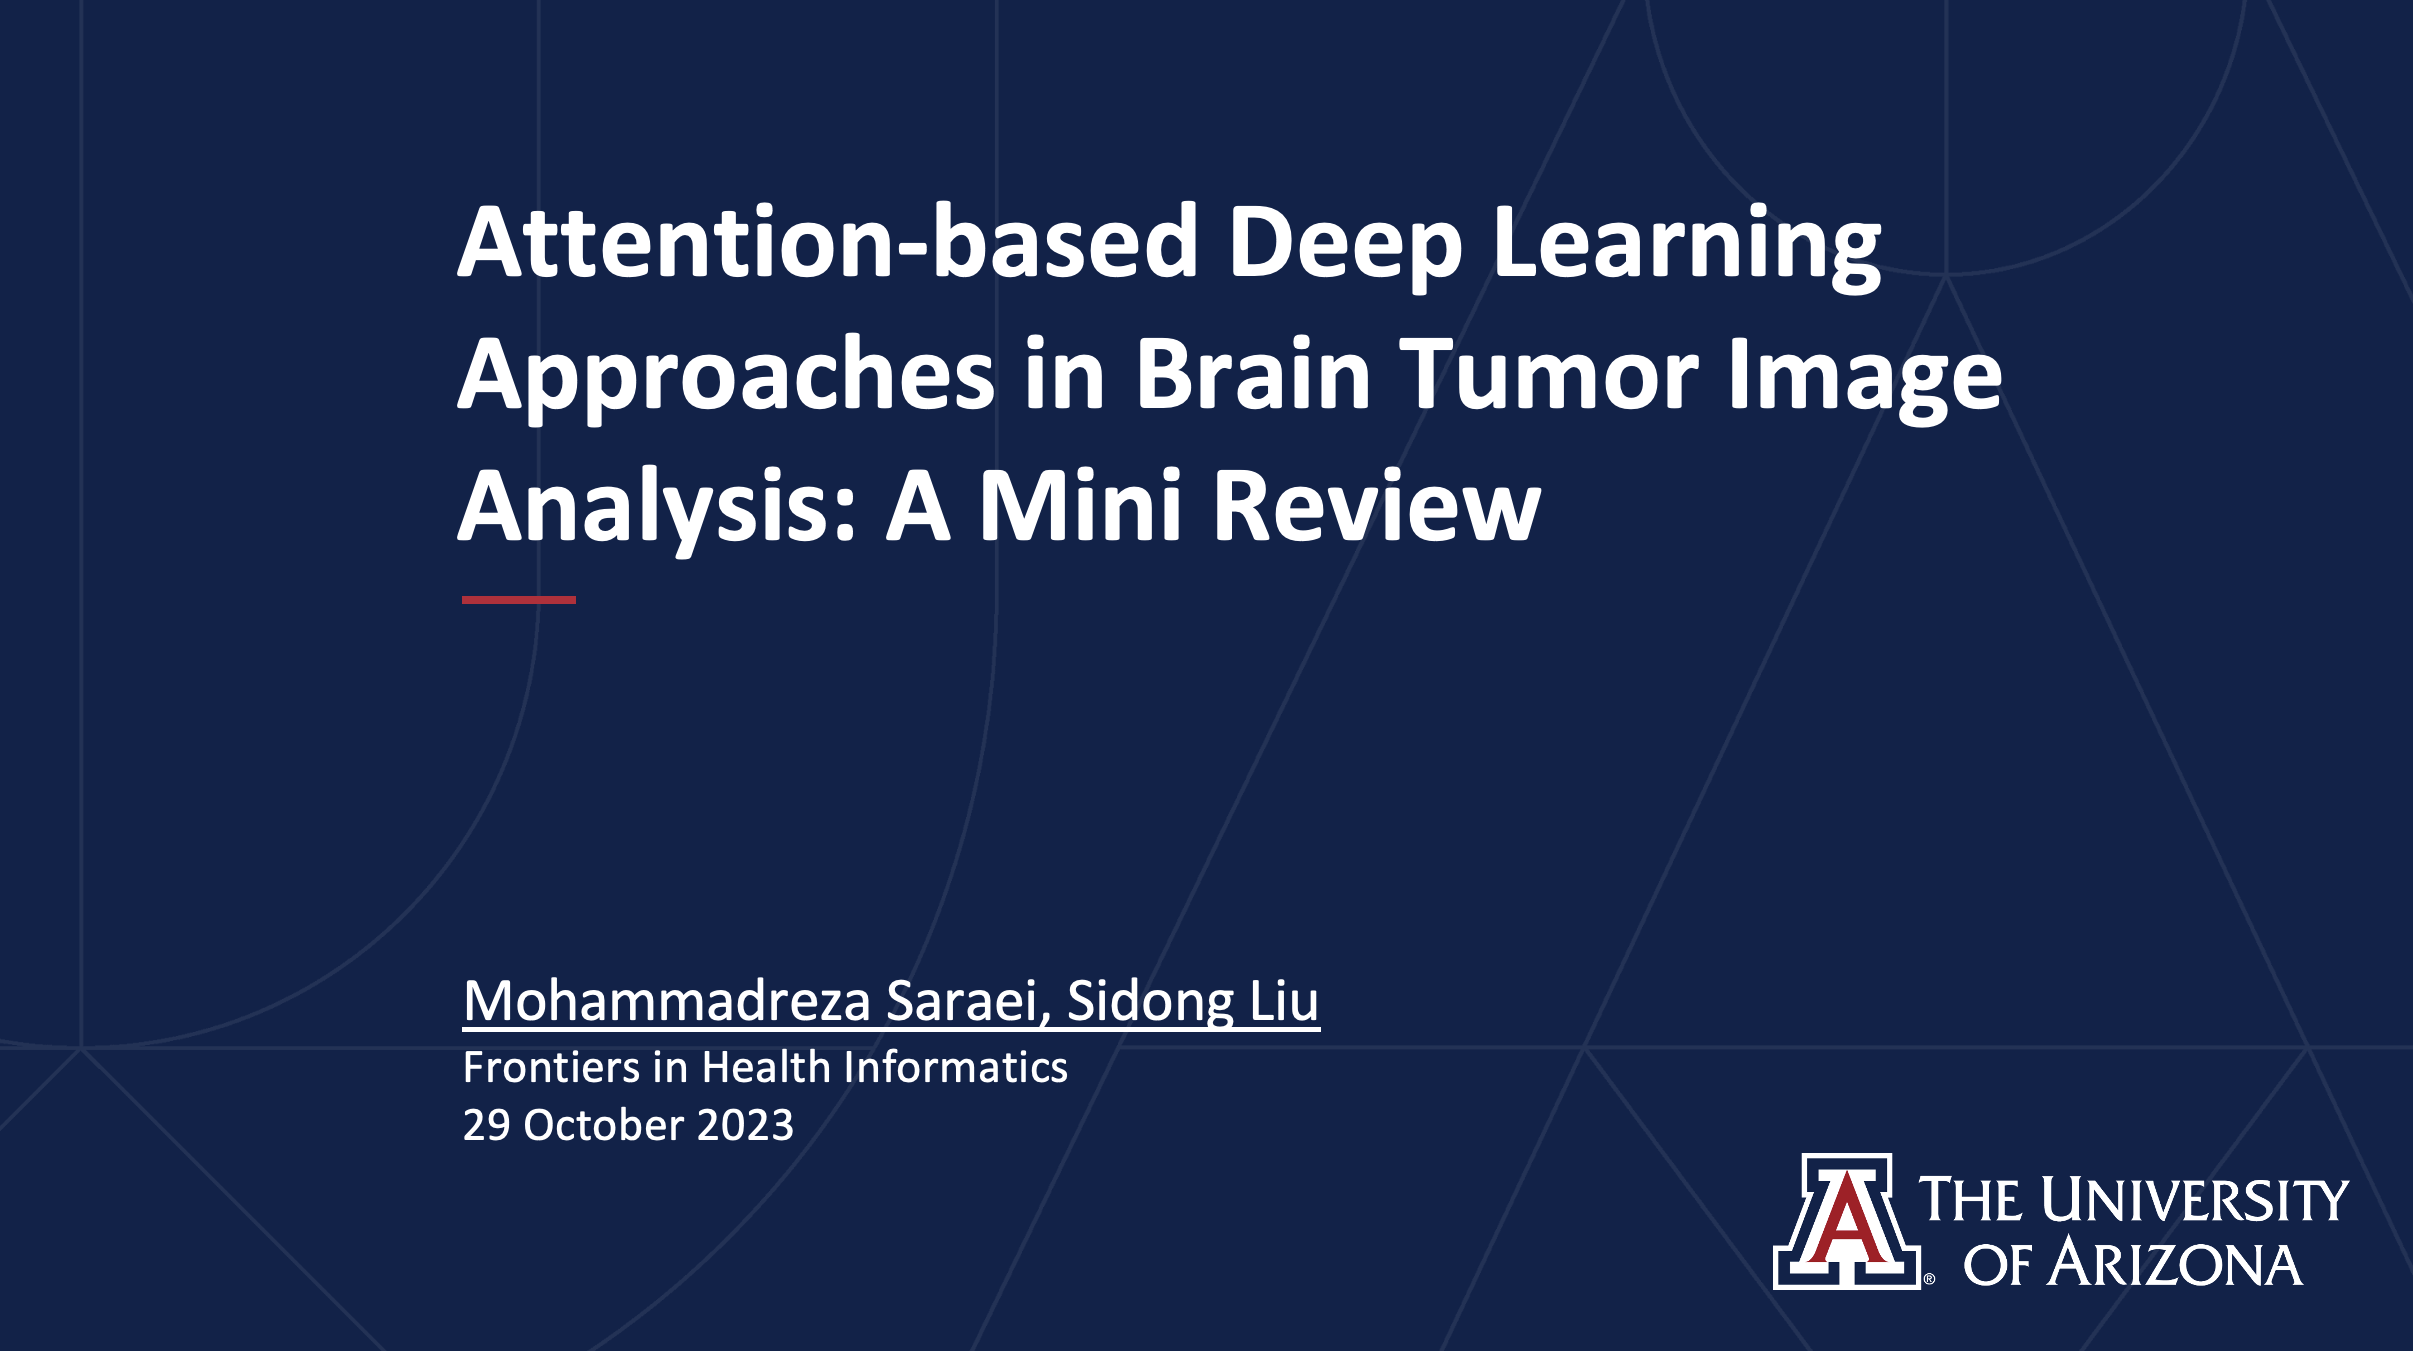 Attention-based Deep Learning
Approaches in Brain Tumor Image
Analysis: A Mini Review
Mohammadreza Saraei, Sidong Liu
Frontiers in Health Informatics
29 October 2023
A
®
THE UNIVERSITY
OF ARIZONA